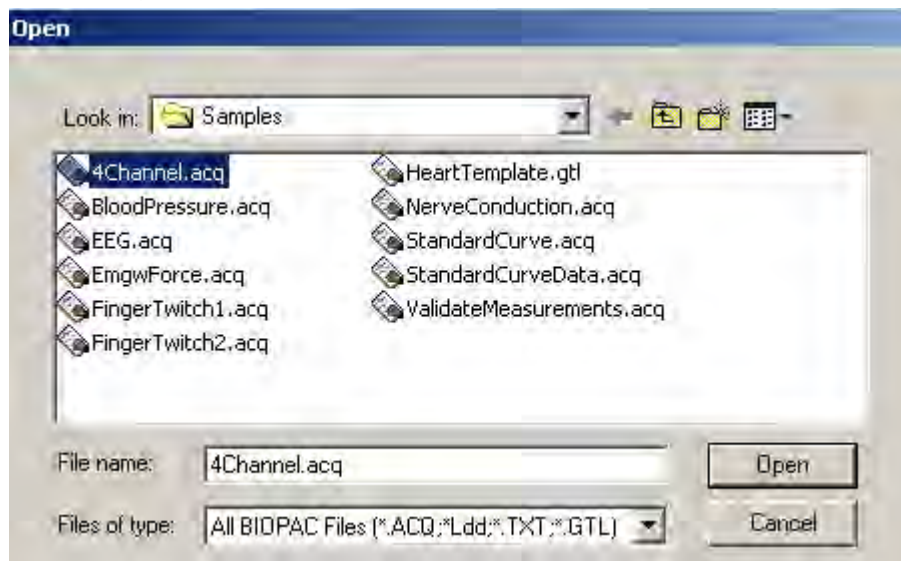 Open
Look in: Samples
4Channel.acq
BloodPressure.acq
EEG.acq
EmgwForce.acq
FingerTwitch1.acq
FingerTwitch2.acq
HeartTemplate.gtl
NerveConduction.acq
StandardCurve.acq
StandardCurveData.acq
ValidateMeasurements.acq
File name: 4Channel.acq Open
Files of type: All BIOPAC Files (*.ACQ;*Ldd;*.TXT;*.GTL) Cancel